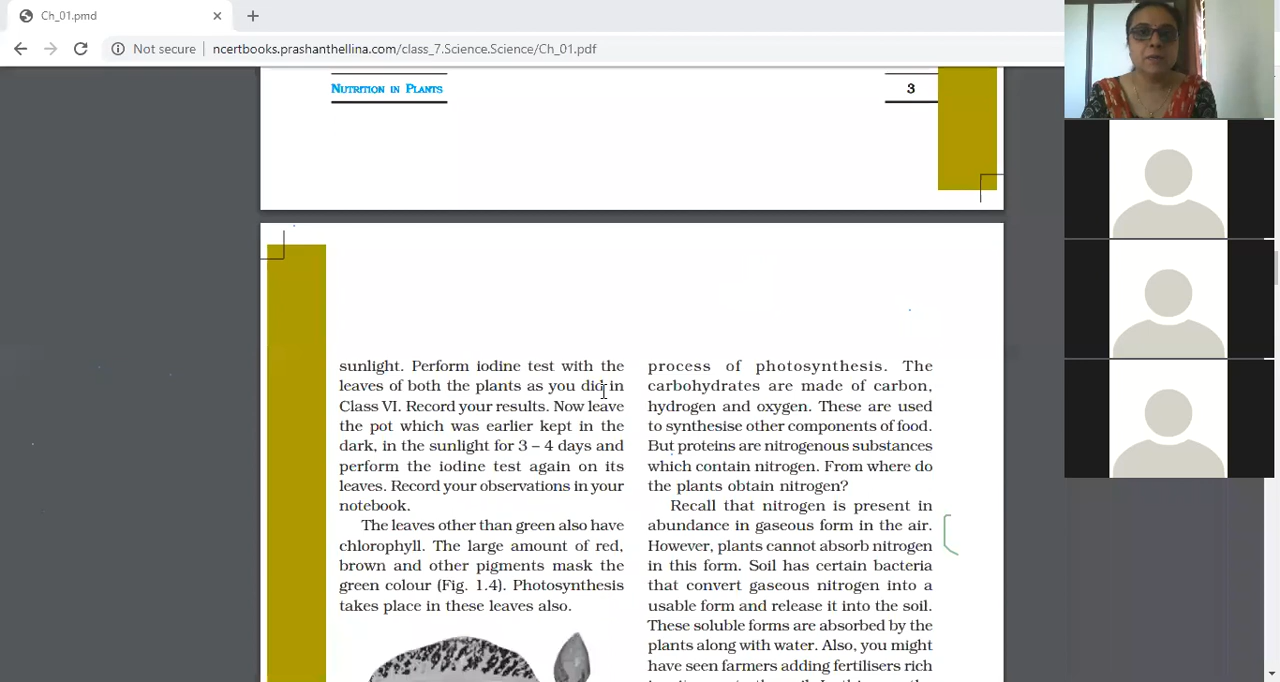 Ch_01.pmd
Not secure
ncertbooks.prashanthellina.com/class_7.Science.Science/Ch_01.pdf
NUTRITION IN PLANTS
3
sunlight. Perform iodine test with the
leaves of both the plants as you did in
Class VI. Record your results. Now leave
the pot which was earlier kept in the
dark, in the sunlight for 3 – 4 days and
perform the iodine test again on its
leaves. Record your observations in your
notebook.
The leaves other than green also have
chlorophyll. The large amount of red,
brown and other pigments mask the
green colour (Fig. 1.4). Photosynthesis
takes place in these leaves also.
process of photosynthesis. The
carbohydrates are made of carbon,
hydrogen and oxygen. These are used
to synthesise other components of food.
But proteins are nitrogenous substances
which contain nitrogen. From where do
the plants obtain nitrogen?
Recall that nitrogen is present in
abundance in gaseous form in the air.
However, plants cannot absorb nitrogen
in this form. Soil has certain bacteria
that convert gaseous nitrogen into a
usable form and release it into the soil.
These soluble forms are absorbed by the
plants along with water. Also, you might
have seen farmers adding fertilisers rich